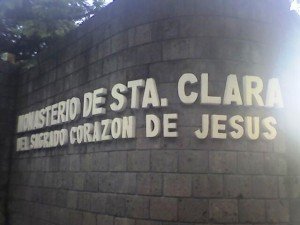 MONASTERIO DE STA. CLARA
DEL SAGRADO CORAZON DE JESUS